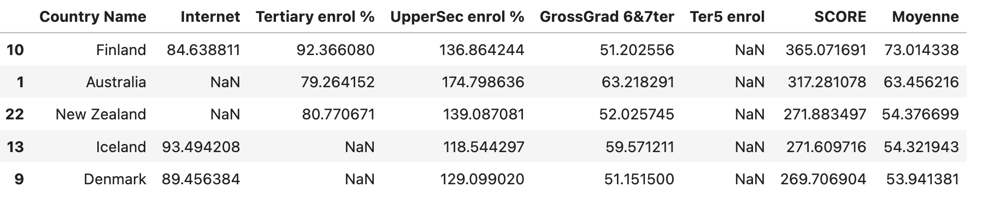 Country Name Internet Tertiary enrol % UpperSec enrol % GrossGrad 6&7ter Ter5 enrol SCORE Moyenne
10 Finland 84.638811 92.366080 136.864244 51.202556 NaN 365.071691 73.014338
1 Australia NaN 79.264152 174.798636 63.218291 NaN 317.281078 63.456216
22 New Zealand NaN 80.770671 139.087081 52.025745 NaN 271.883497 54.376699
13 Iceland 93.494208 NaN 118.544297 59.571211 NaN 271.609716 54.321943
9 Denmark 89.456384 NaN 129.099020 51.151500 NaN 269.706904 53.941381